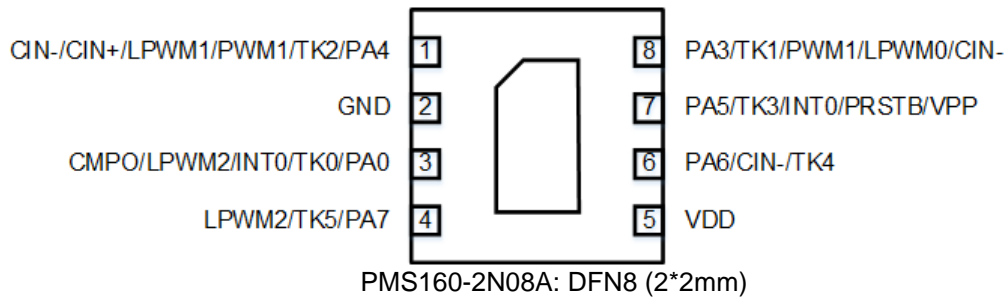 CIN-/CIN+/LPWM1/PWM1/TK2/PA4 1 8 PA3/TK1/PWM1/LPWM0/CIN-
GND 2 7 PA5/TK3/INT0/PRSTB/VPP
CMPO/LPWM2/INT0/TK0/PA0 3 6 PA6/CIN-/TK4
LPWM2/TK5/PA7 4 5 VDD
PMS160-2N08A: DFN8 (2*2mm)